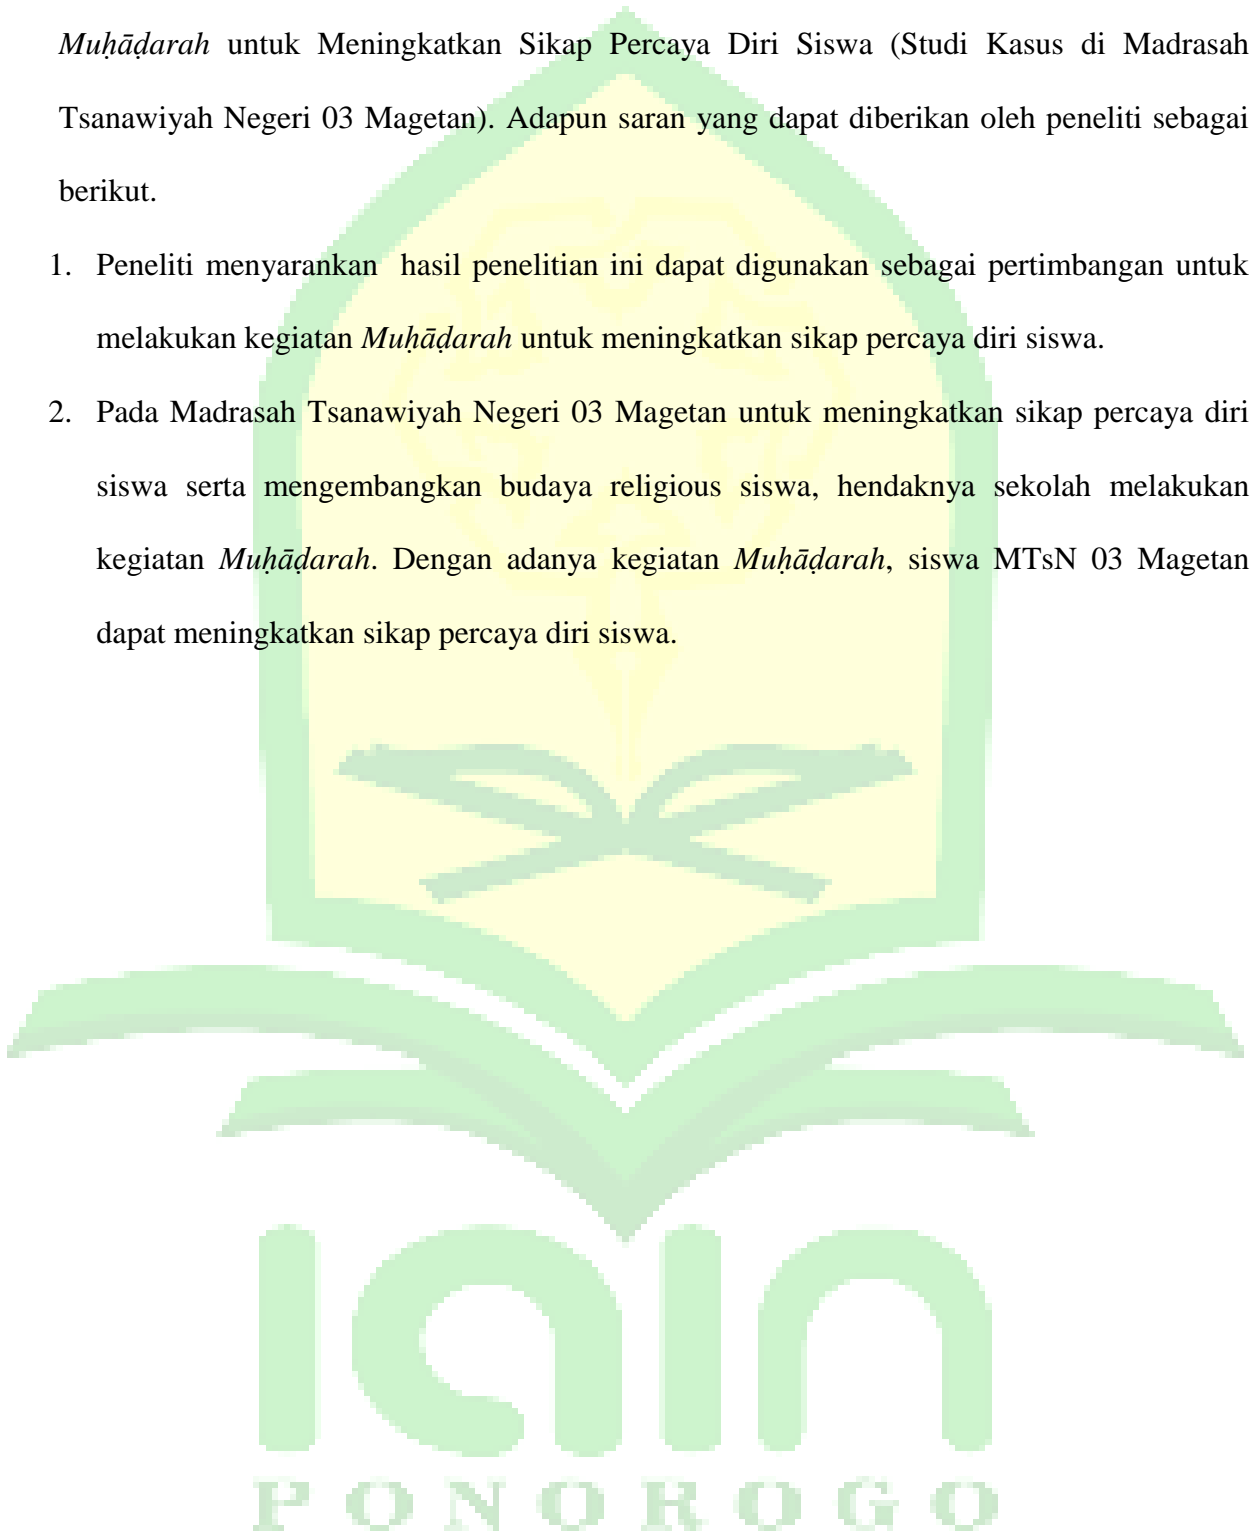 Muḥāḍarah untuk Meningkatkan Sikap Percaya Diri Siswa (Studi Kasus di Madrasah
Tsanawiyah Negeri 03 Magetan). Adapun saran yang dapat diberikan oleh peneliti sebagai
berikut.
1. Peneliti menyarankan hasil penelitian ini dapat digunakan sebagai pertimbangan untuk
melakukan kegiatan Muḥāḍarah untuk meningkatkan sikap percaya diri siswa.
2. Pada Madrasah Tsanawiyah Negeri 03 Magetan untuk meningkatkan sikap percaya diri
siswa serta mengembangkan budaya religious siswa, hendaknya sekolah melakukan
kegiatan Muḥāḍarah. Dengan adanya kegiatan Muḥāḍarah, siswa MTsN 03 Magetan
dapat meningkatkan sikap percaya diri siswa.
iain
PONOROGO